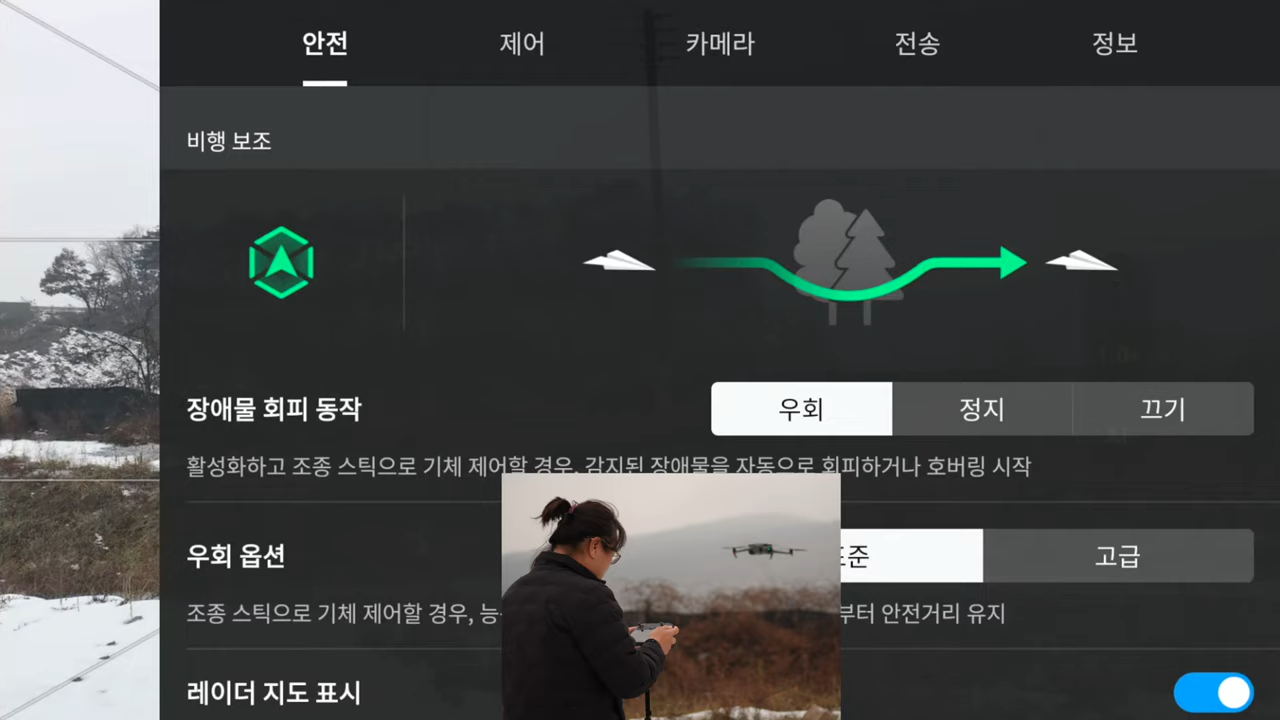 안전 제어 카메라 전송 정보
비행 보조
장애물 회피 동작 우회 정지 끄기
활성화하고 조종 스틱으로 기체 제어할 경우, 감지된 장애물을 자동으로 회피하거나 호버링 시작
우회 옵션 고급
조종 스틱으로 기체 제어할 경우, 부터 안전거리 유지
레이더 지도 표시